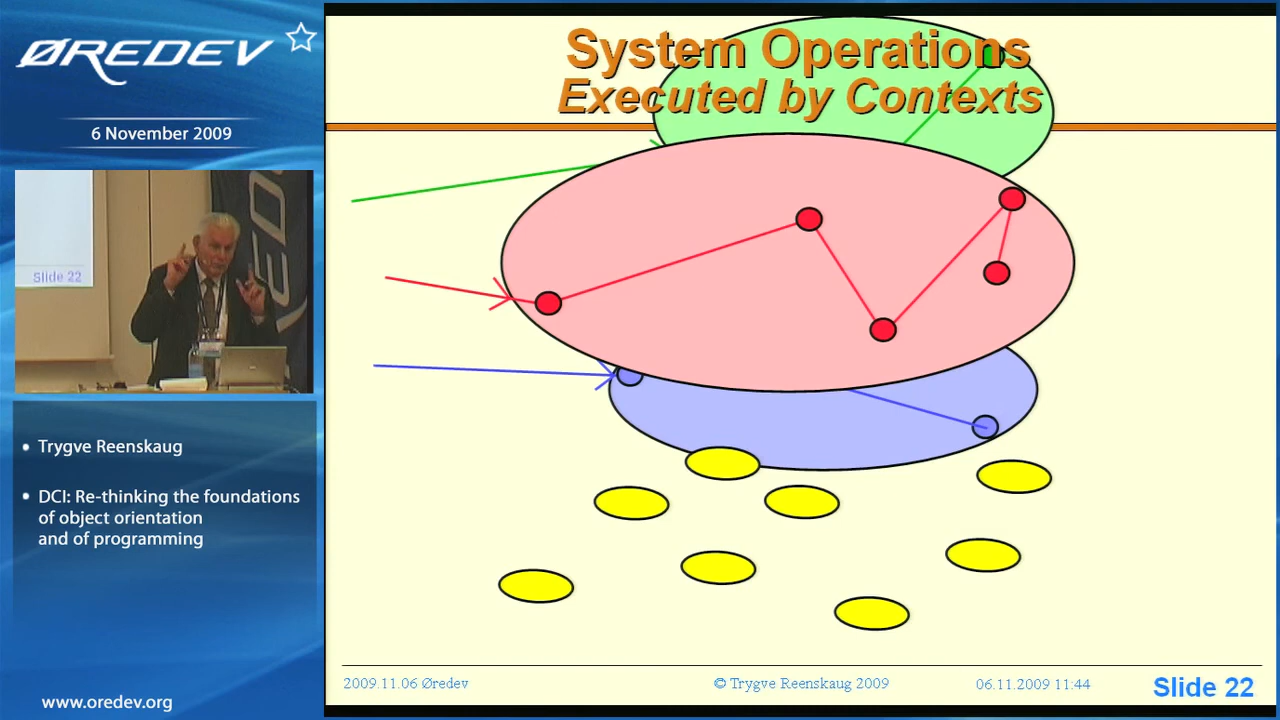 ØREDEV
6 November 2009
Slide 22
Trygve Reenskaug
DCI: Re-thinking the foundations
of object orientation
and of programming
www.oredev.org
System Operations
Executed by Contexts
2009.11.06 Øredev
© Trygve Reenskaug 2009
06.11.2009 11:44
Slide 22